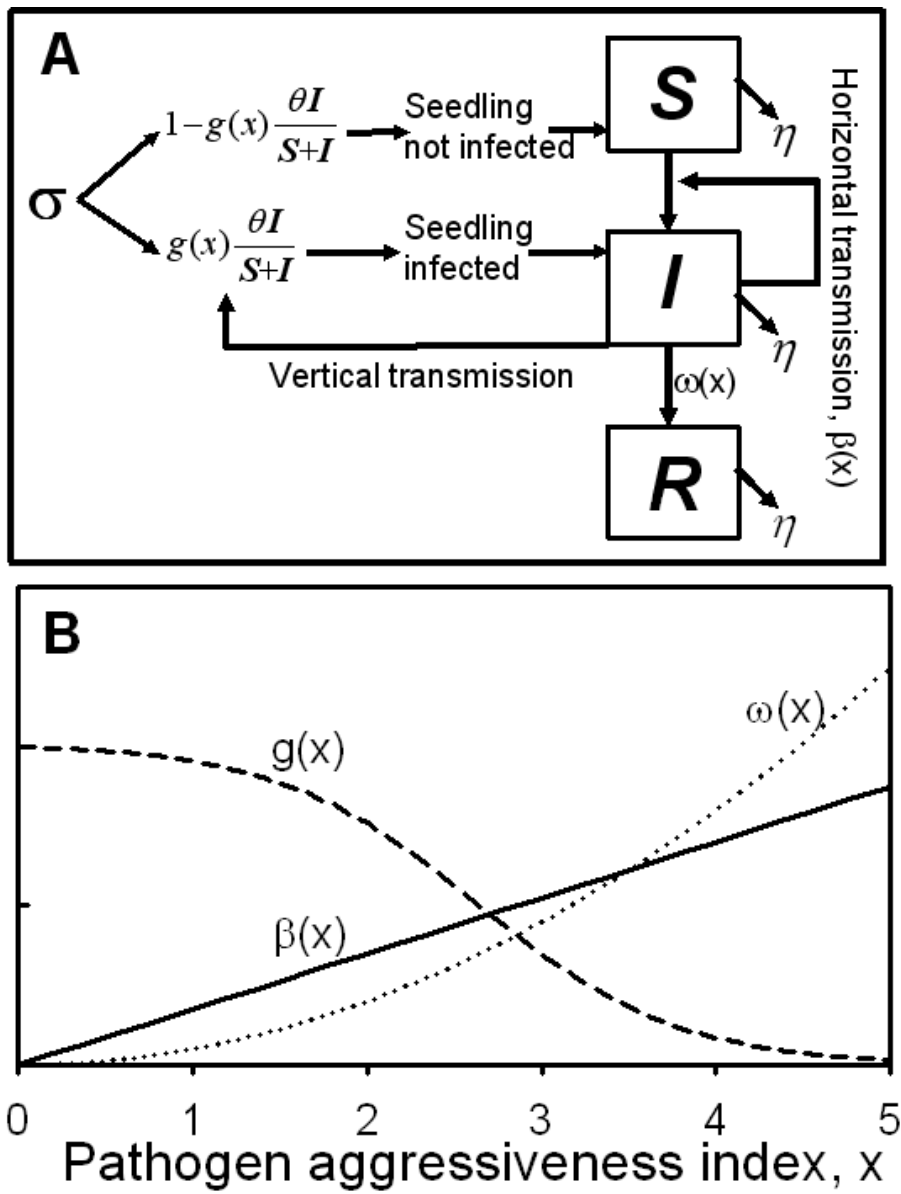 A
σ
1−g(x) θI / S+I
Seedling
not infected
S
η
g(x) θI / S+I
Seedling
infected
I
η
Vertical transmission
ω(x)
R
η
Horizontal transmission, β(x)
B
g(x)
ω(x)
β(x)
0 1 2 3 4 5
Pathogen aggressiveness index, x